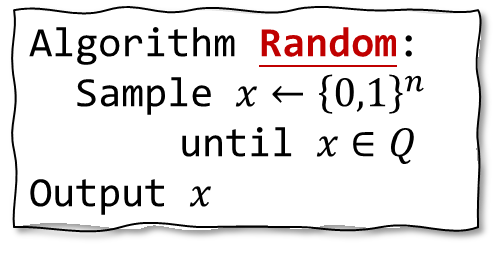 Algorithm Random:
Sample 𝑥 ← {0,1}ⁿ
until 𝑥 ∈ 𝑄
Output 𝑥